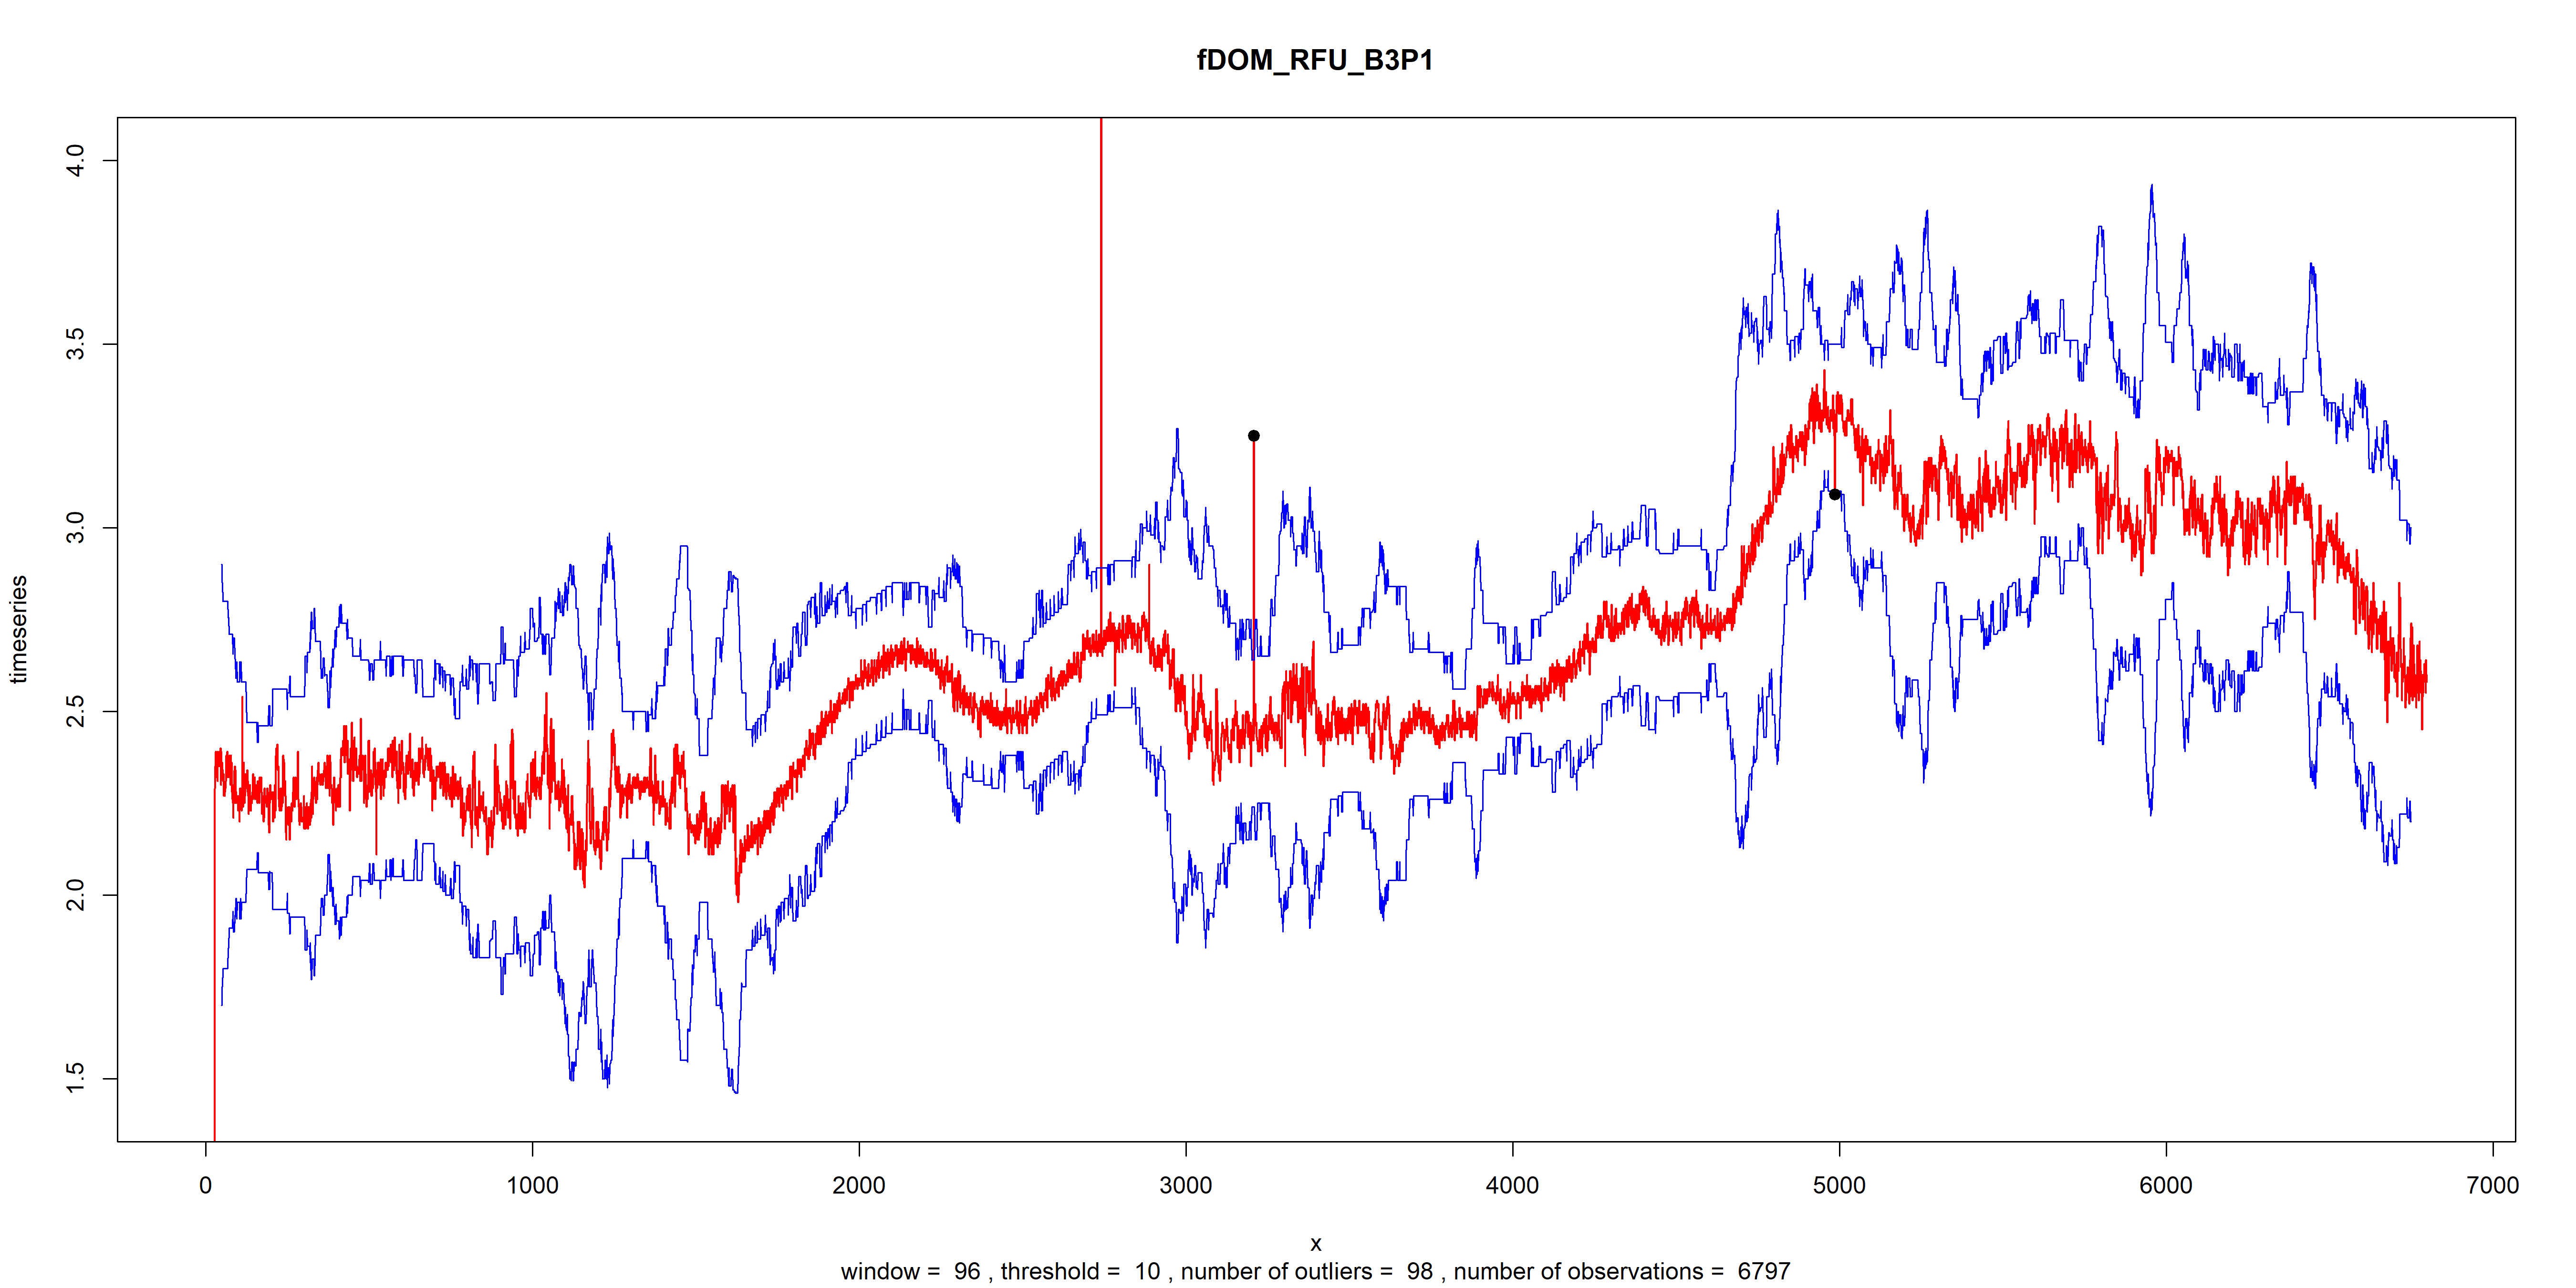 fDOM_RFU_B3P1
4.0
3.5
3.0
2.5
2.0
1.5
timeseries
0 1000 2000 3000 4000 5000 6000 7000
x
window = 96 , threshold = 10 , number of outliers = 98 , number of observations = 6797